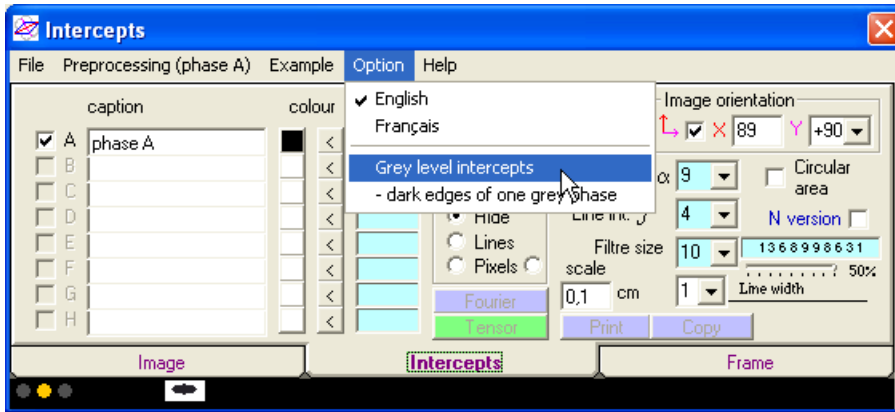 Intercepts
File Preprocessing (phase A) Example Option Help
English
Français
Grey level intercepts
- dark edges of one grey phase
caption colour
A phase A <
B <
C <
D <
E <
F <
G <
H <
Hide
Lines
Pixels
Fourier
Tensor
Image orientation
X 89 Y +90
α 9 Circular area
4 N version
Filtre size 10 1368998631
scale 50%
0,1 cm 1 Line width
Print Copy
Image Intercepts Frame